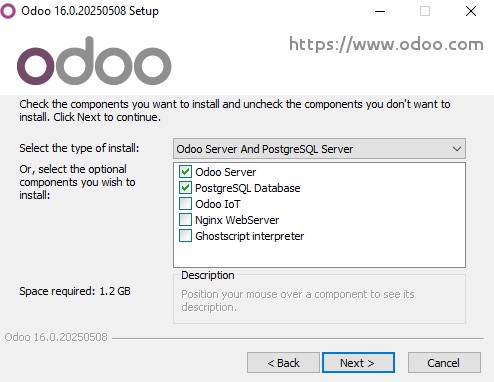 Odoo 16.0.20250508 Setup
odoo
https://www.odoo.com
Check the components you want to install and uncheck the components you don't want to
install. Click Next to continue.
Select the type of install:
Odoo Server And PostgreSQL Server
Or, select the optional
components you wish to
install:
Odoo Server
PostgreSQL Database
Odoo IoT
Nginx WebServer
Ghostscript interpreter
Space required: 1.2 GB
Description
Position your mouse over a component to see its
description.
Odoo 16.0.20250508
< Back
Next >
Cancel